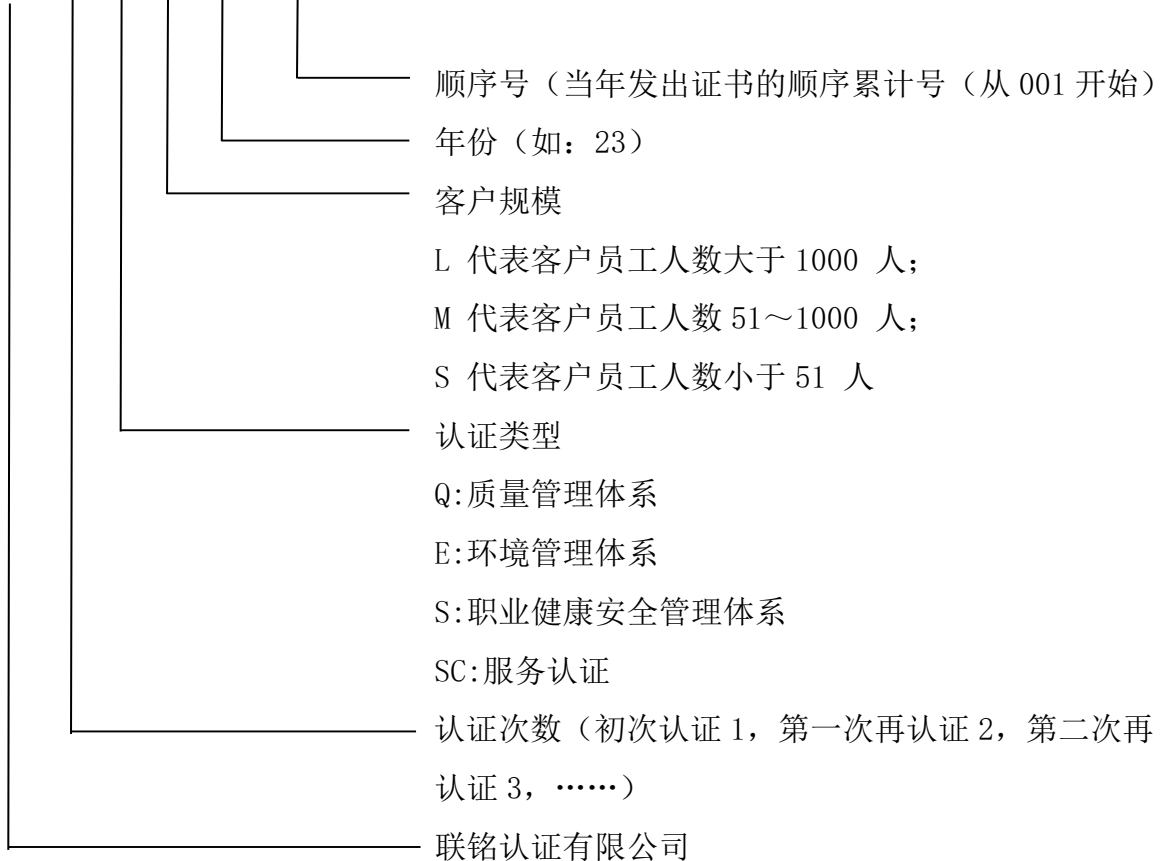 顺序号（当年发出证书的顺序累计号（从 001 开始）
年份（如：23）
客户规模
L 代表客户员工人数大于 1000 人；
M 代表客户员工人数 51～1000 人；
S 代表客户员工人数小于 51 人
认证类型
Q:质量管理体系
E:环境管理体系
S:职业健康安全管理体系
SC:服务认证
认证次数（初次认证 1，第一次再认证 2，第二次再
认证 3，……）
联铭认证有限公司